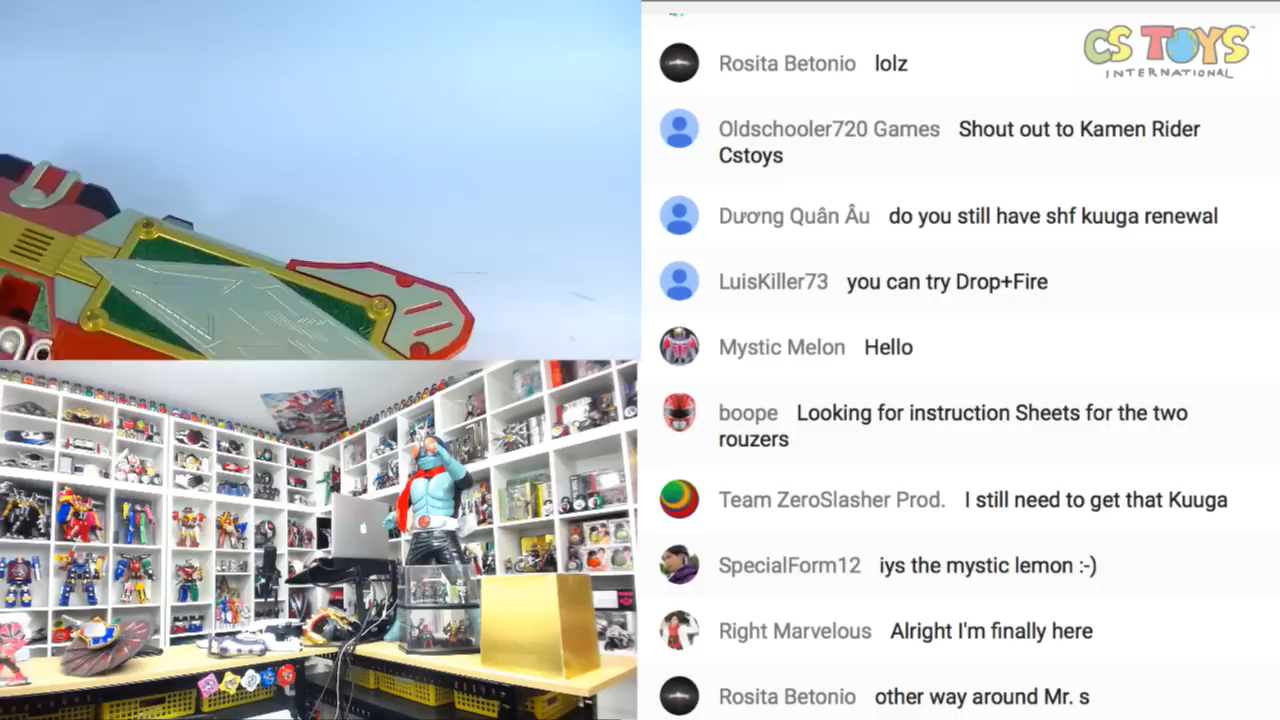 CS TOYS
INTERNATIONAL
Rosita Betonio lolz
Oldschooler720 Games Shout out to Kamen Rider
Cstoys
Dương Quân Âu do you still have shf kuuga renewal
LuisKiller73 you can try Drop+Fire
Mystic Melon Hello
boope Looking for instruction Sheets for the two
rouzers
Team ZeroSlasher Prod. I still need to get that Kuuga
SpecialForm12 iys the mystic lemon :-)
Right Marvelous Alright I'm finally here
Rosita Betonio other way around Mr. s